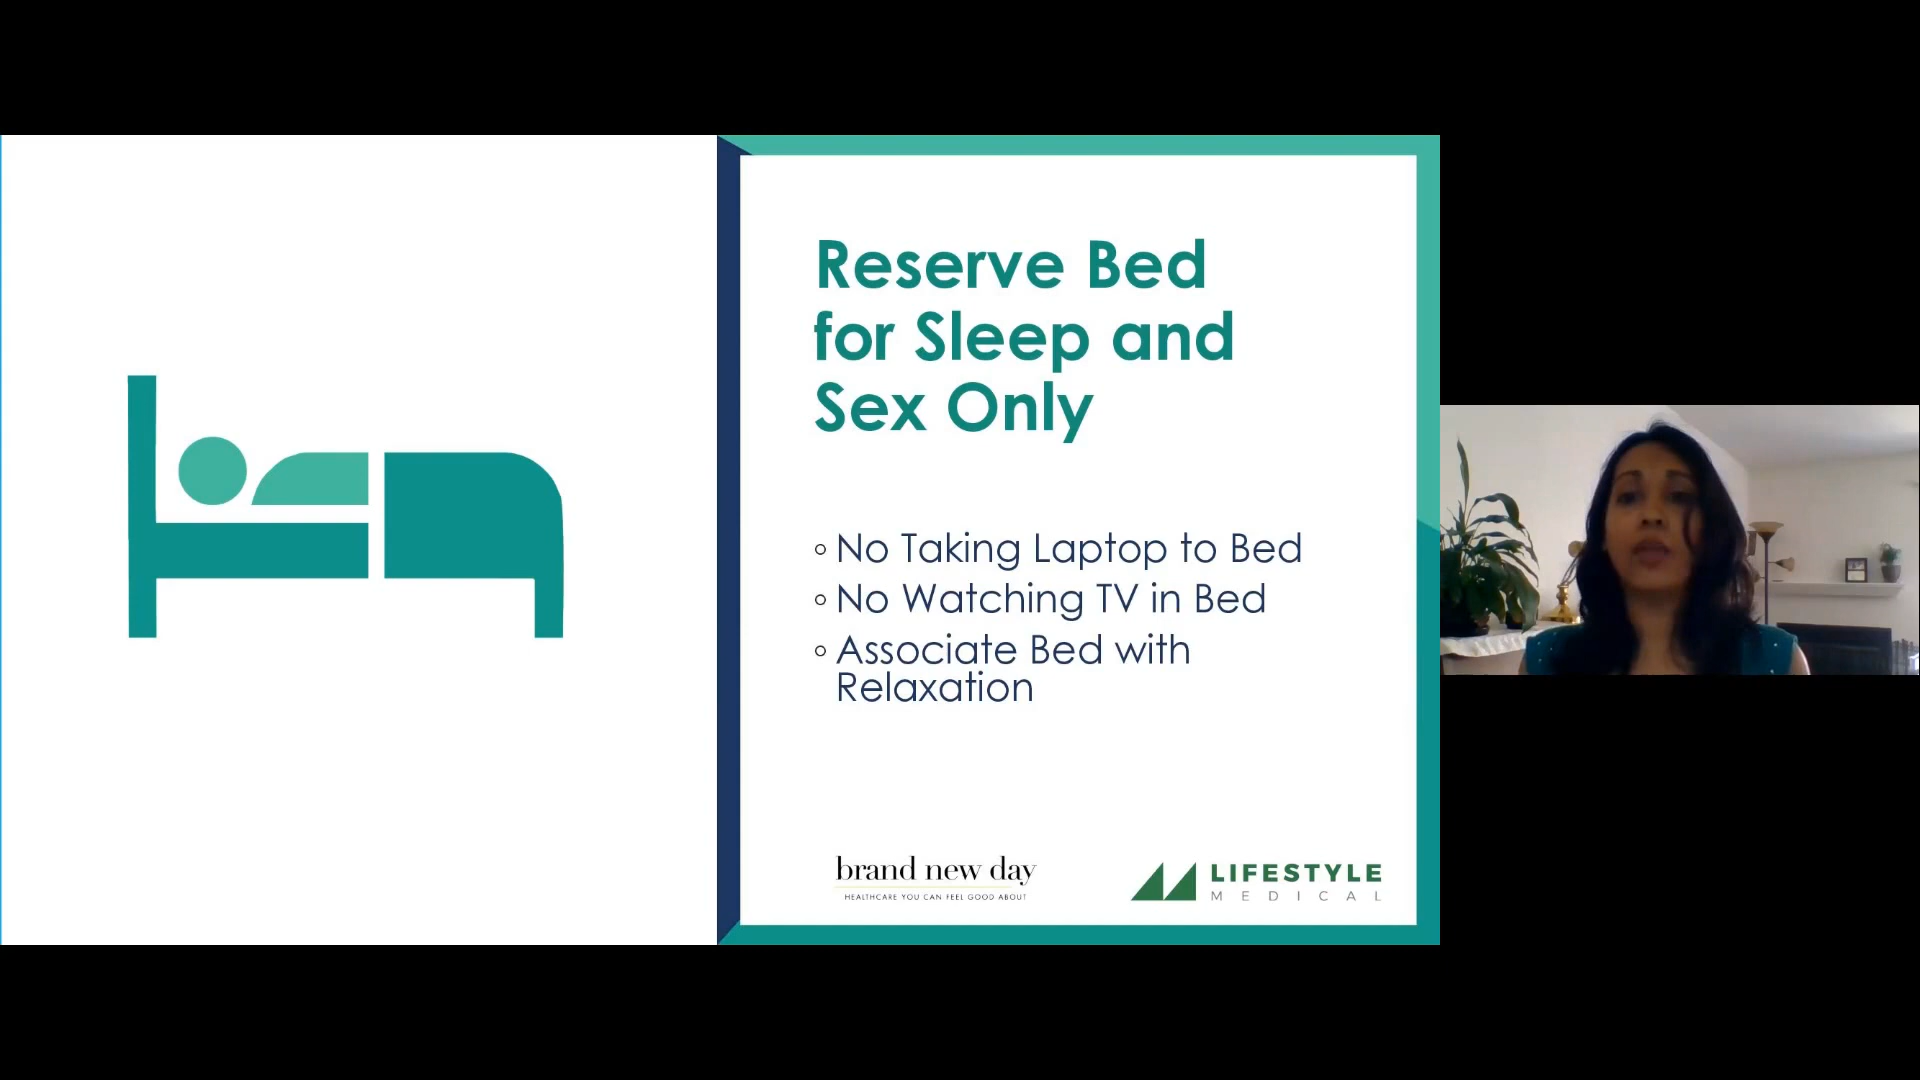 Reserve Bed
for Sleep and
Sex Only
◦ No Taking Laptop to Bed
◦ No Watching TV in Bed
◦ Associate Bed with
Relaxation
brand new day
HEALTHCARE YOU CAN FEEL GOOD ABOUT
LIFESTYLE
MEDICAL